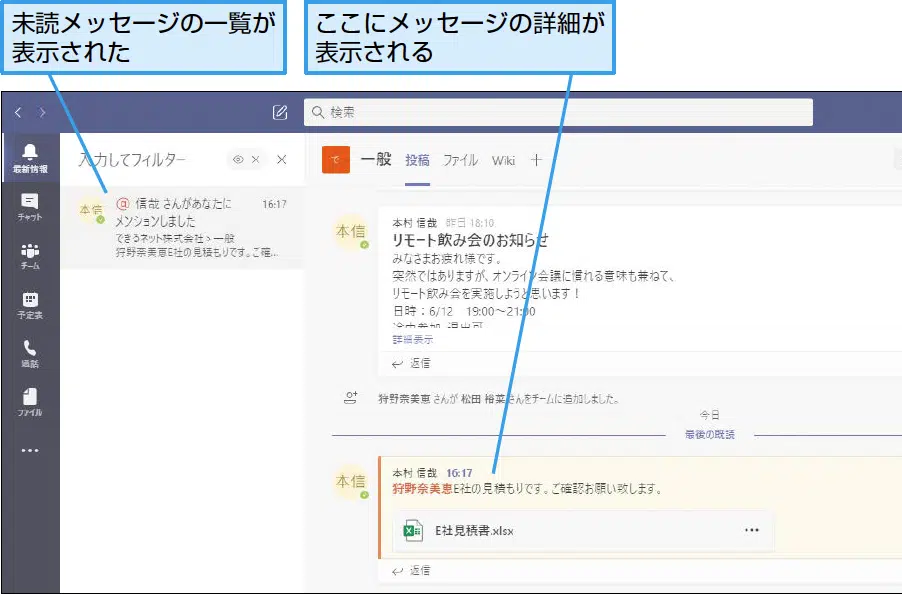 未読メッセージの一覧が
表示された
ここにメッセージの詳細が
表示される
検索
最新情報
チャット
チーム
予定表
通話
ファイル
入力してフィルター
本信
@ 信哉 さんがあなたに
16:17
メンションしました
できるネット株式会社 > 一般
狩野奈美恵E社の見積もりです。ご確...
で
一般
投稿
ファイル
Wiki
本信
本村 信哉 昨日 18:10
リモート飲み会のお知らせ
みなさまお疲れ様です。
突然ではありますが、オンライン会議に慣れる意味も兼ねて、
リモート飲み会を実施しようと思います！
日時：6/12　19:00～21:00
途中参加、退出可
詳細表示
返信
狩野奈美恵 さんが 松田 裕菜さんをチームに追加しました。
今日
最後の既読
本信
本村 信哉 16:17
狩野奈美恵E社の見積もりです。ご確認お願い致します。
E社見積書.xlsx
返信